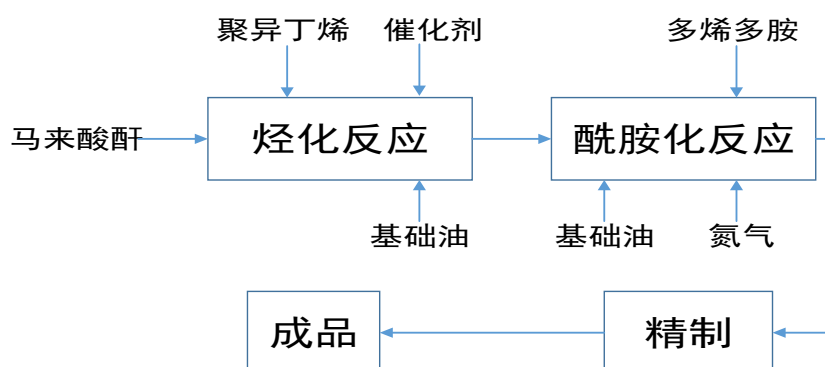 聚异丁烯 催化剂 多烯多胺
马来酸酐 烃化反应 酰胺化反应
基础油 基础油 氮气
成品 精制